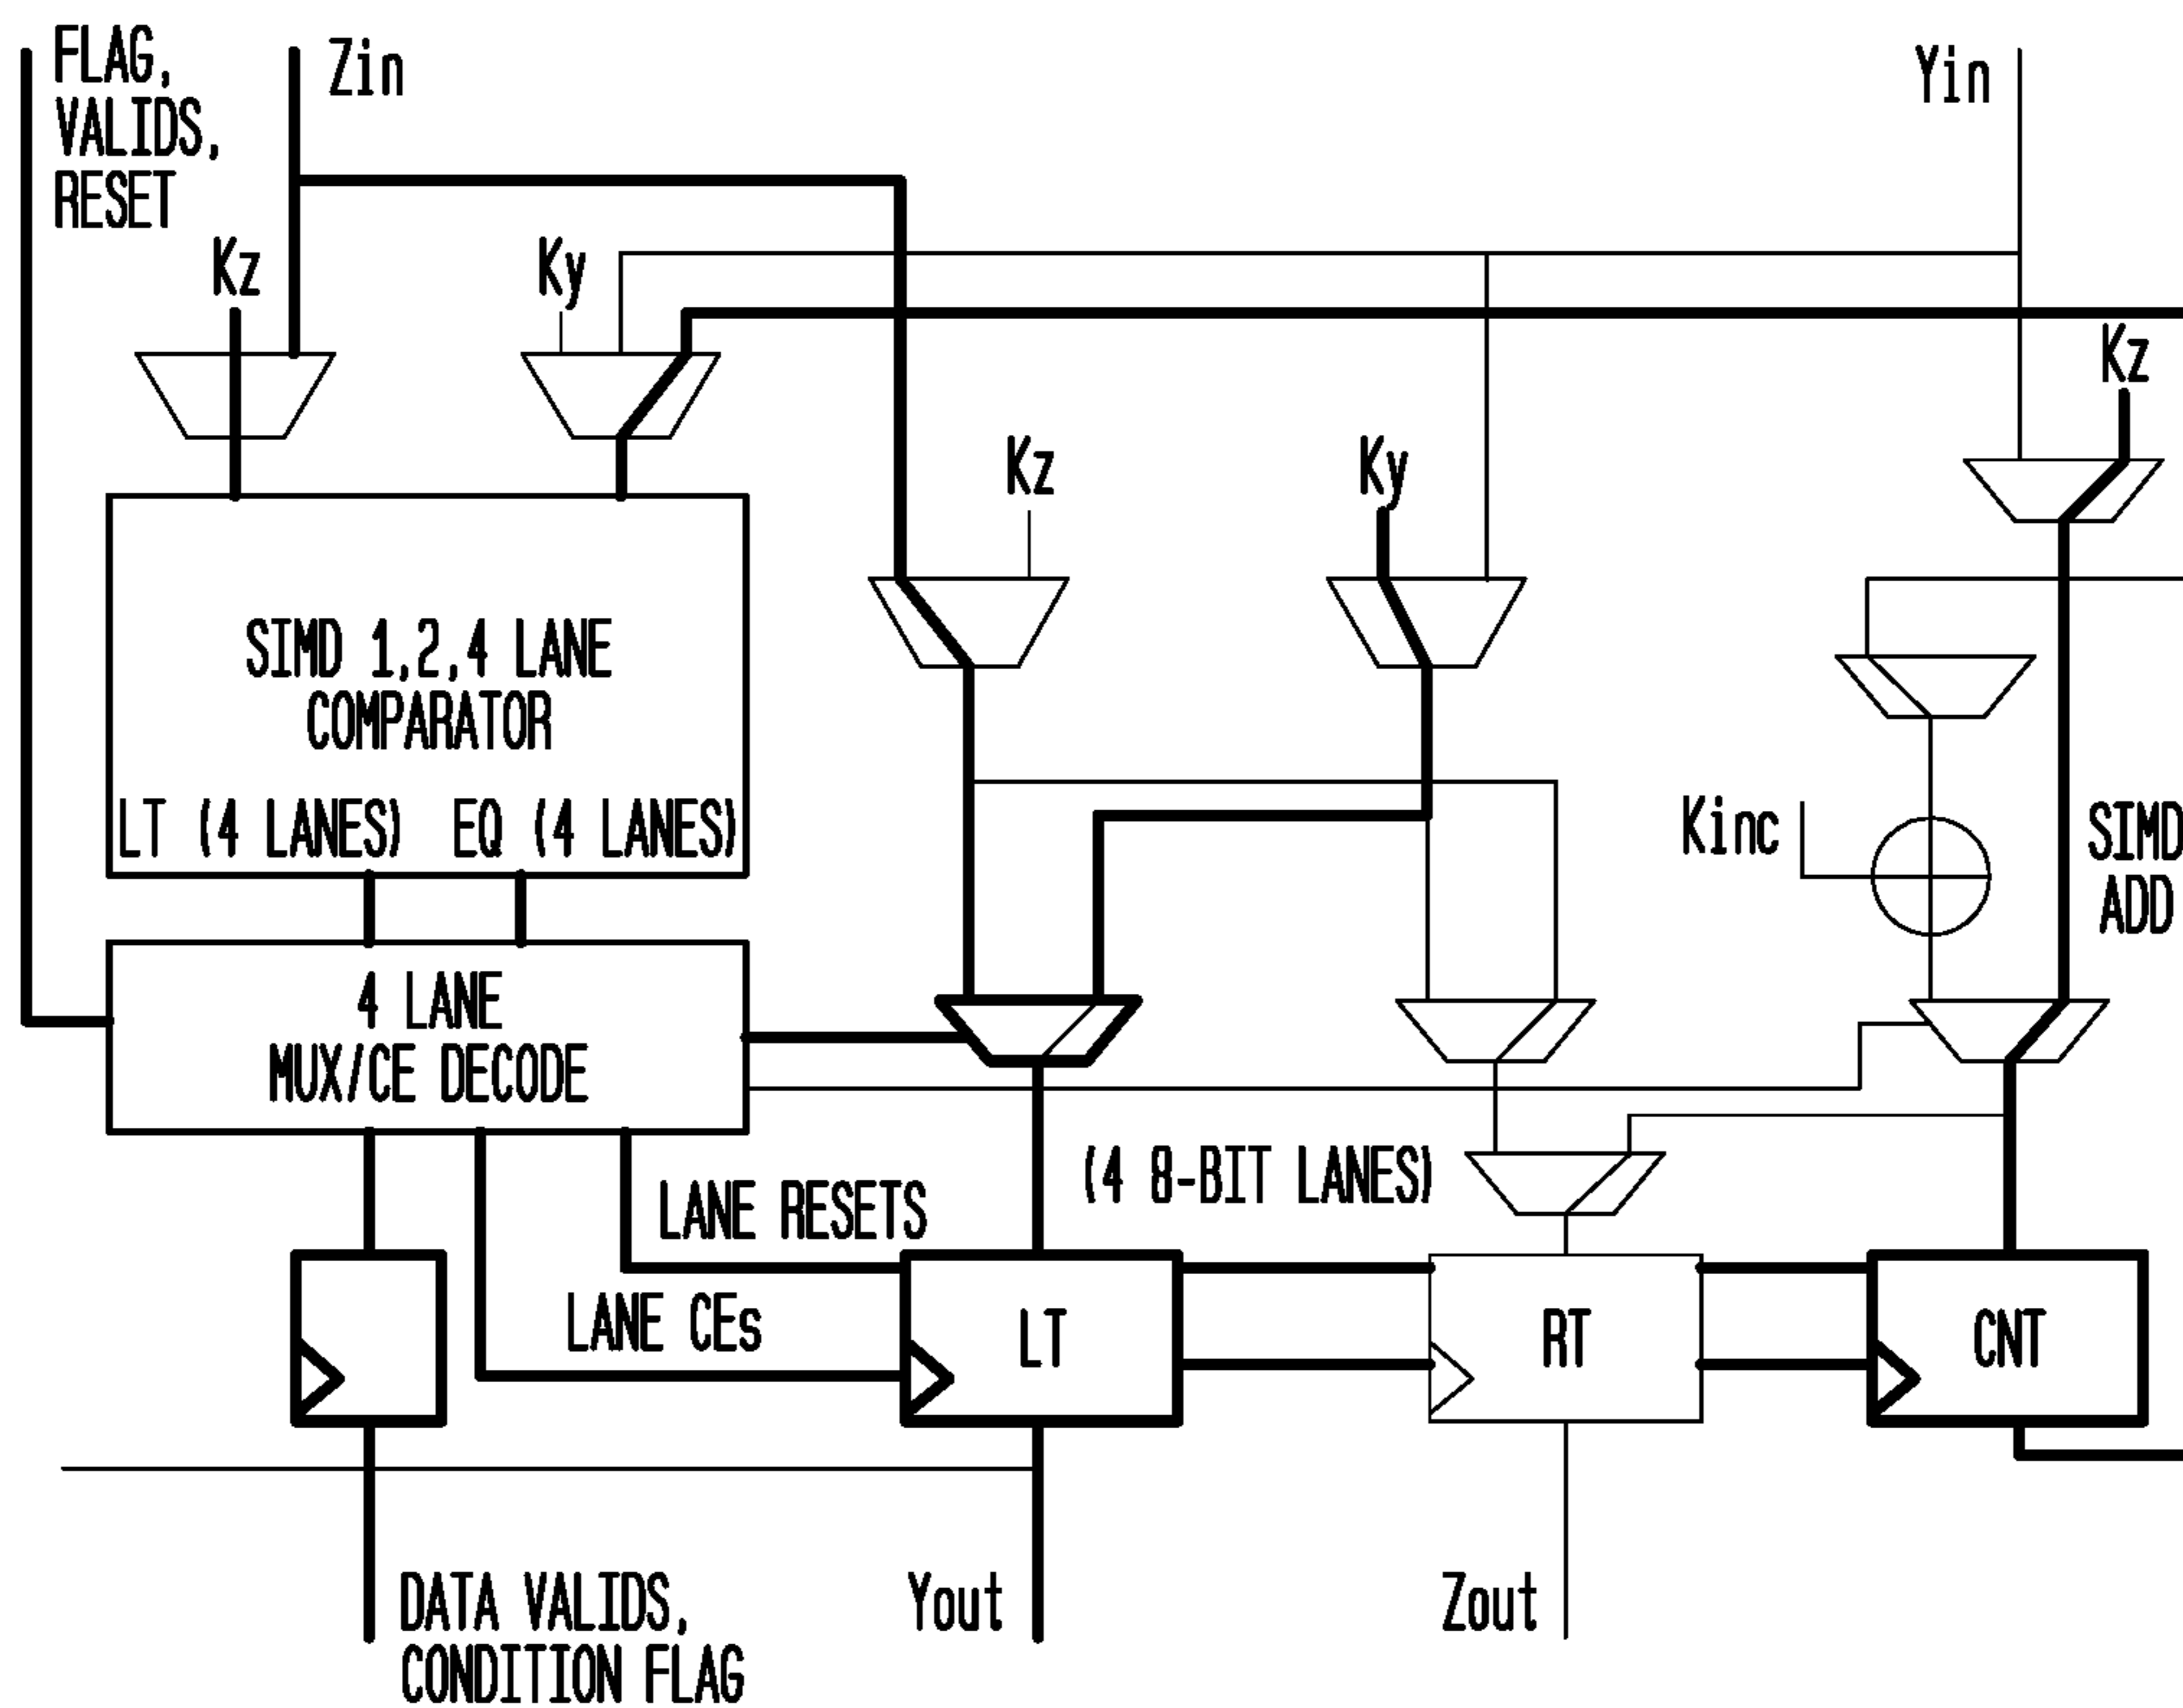 FLAG,
VALIDS,
RESET
Zin
Yin
Kz
Ky
Kz
Kz
Ky
SIMD 1,2,4 LANE
COMPARATOR
LT (4 LANES) EQ (4 LANES)
Kinc
SIMD
ADD
4 LANE
MUX/CE DECODE
(4 8-BIT LANES)
LANE RESETS
LANE CEs
LT
RT
CNT
DATA VALIDS,
CONDITION FLAG
Yout
Zout